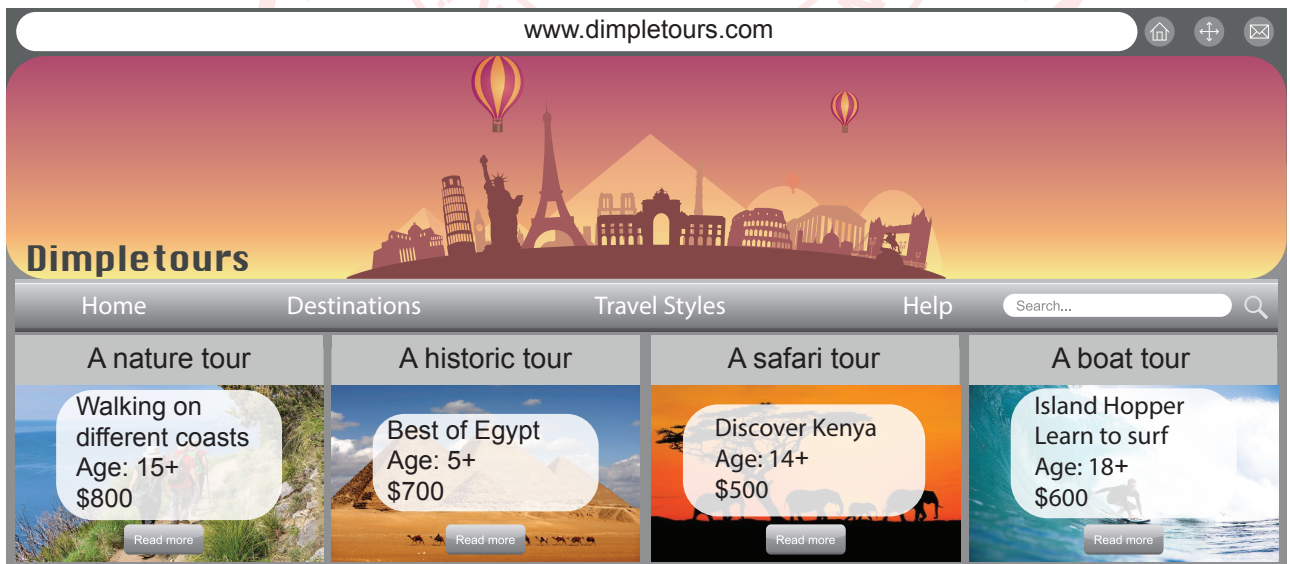 www.dimpletours.com
Dimpletours
Home Destinations Travel Styles Help Search...
A nature tour
Walking on
different coasts
Age: 15+
$800
Read more
A historic tour
Best of Egypt
Age: 5+
$700
Read more
A safari tour
Discover Kenya
Age: 14+
$500
Read more
A boat tour
Island Hopper
Learn to surf
Age: 18+
$600
Read more